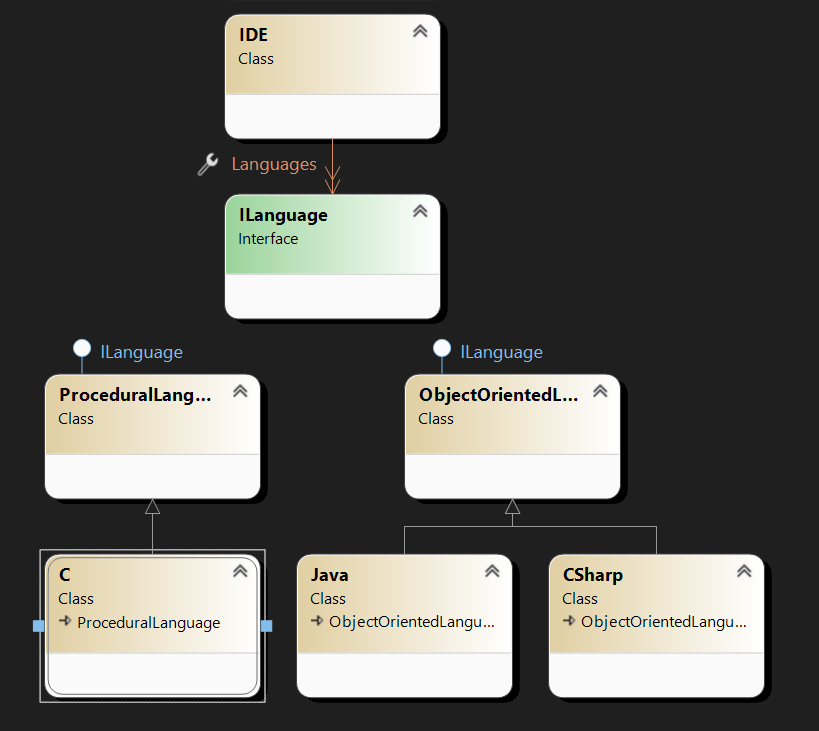 IDE
Class
Languages
ILanguage
Interface
ILanguage
ILanguage
ProceduralLang...
Class
ObjectOrientedL...
Class
C
Class
ProceduralLanguage
Java
Class
ObjectOrientedLangu...
CSharp
Class
ObjectOrientedLangu...